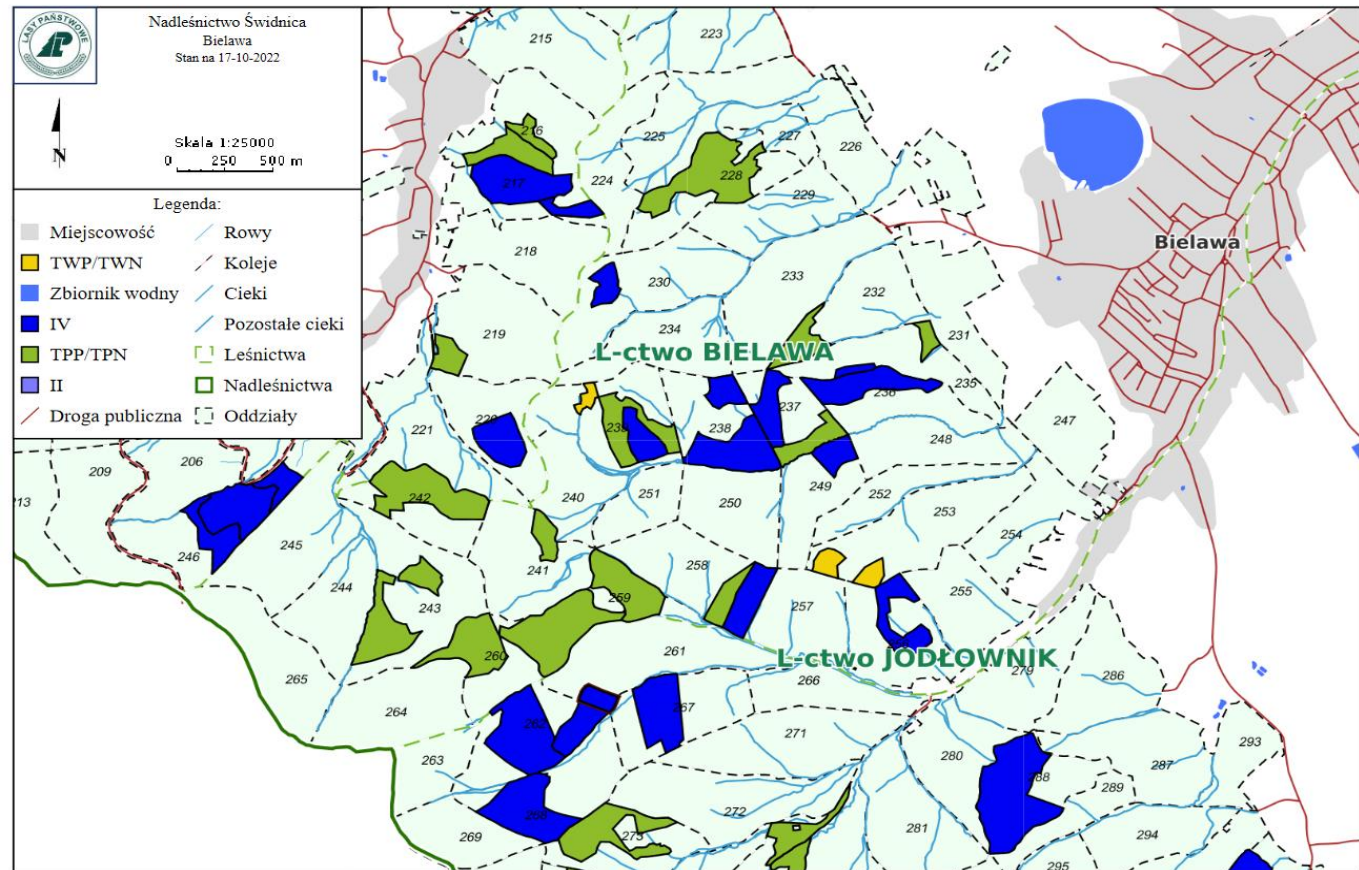 LASY PAŃSTWOWE
Nadleśnictwo Świdnica
Bielawa
Stan na 17-10-2022
N
Skala 1:25000
0 250 500 m
Legenda:
Miejscowość
TWP/TWN
Zbiornik wodny
IV
TPP/TPN
II
Droga publiczna
Rowy
Koleje
Cieki
Pozostałe cieki
Leśnictwa
Nadleśnictwa
Oddziały
215
223
216
225
227
226
217
224
228
229
218
230
233
232
219
234
231
L-ctwo BIELAWA
Bielawa
235
236
220
239
238
237
247
221
248
209
206
213
242
240
251
250
249
252
253
254
246
245
241
258
244
243
259
257
255
260
261
L-ctwo JODŁOWNIK
265
266
279
286
264
262
267
271
280
263
288
287
293
289
268
272
269
273
281
294
295